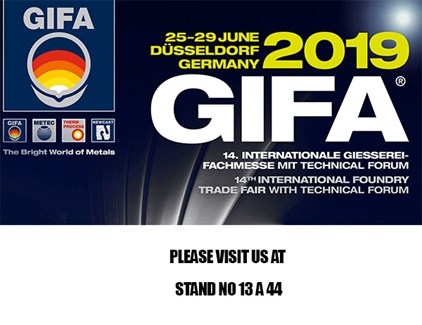 GIFA
25-29 JUNE
DÜSSELDORF
GERMANY
2019
GIFA®
GIFA
METEC
THERM PROCESS
NEWCAST
The Bright World of Metals
14. INTERNATIONALE GIESSEREI-
FACHMESSE MIT TECHNICAL FORUM
14TH INTERNATIONAL FOUNDRY
TRADE FAIR WITH TECHNICAL FORUM
PLEASE VISIT US AT
STAND NO 13 A 44